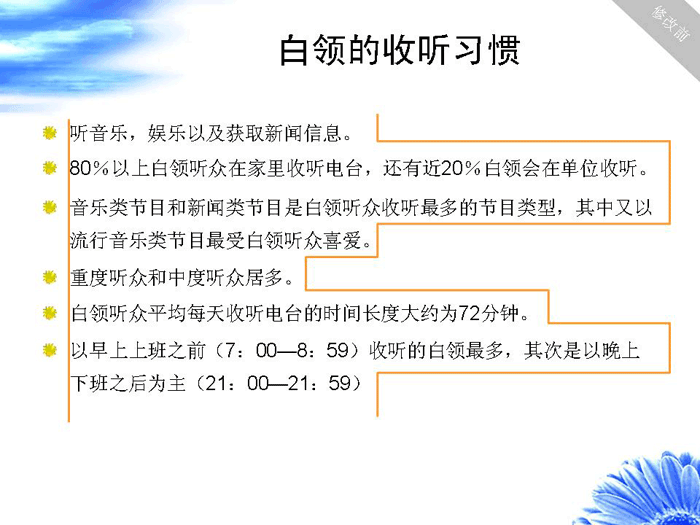 修改前
白领的收听习惯
听音乐，娱乐以及获取新闻信息。
80%以上白领听众在家里收听电台，还有近20%白领会在单位收听。
音乐类节目和新闻类节目是白领听众收听最多的节目类型，其中又以
流行音乐类节目最受白领听众喜爱。
重度听众和中度听众居多。
白领听众平均每天收听电台的时间长度大约为72分钟。
以早上上班之前（7：00—8：59）收听的白领最多，其次是以晚上
下班之后为主（21：00—21：59）